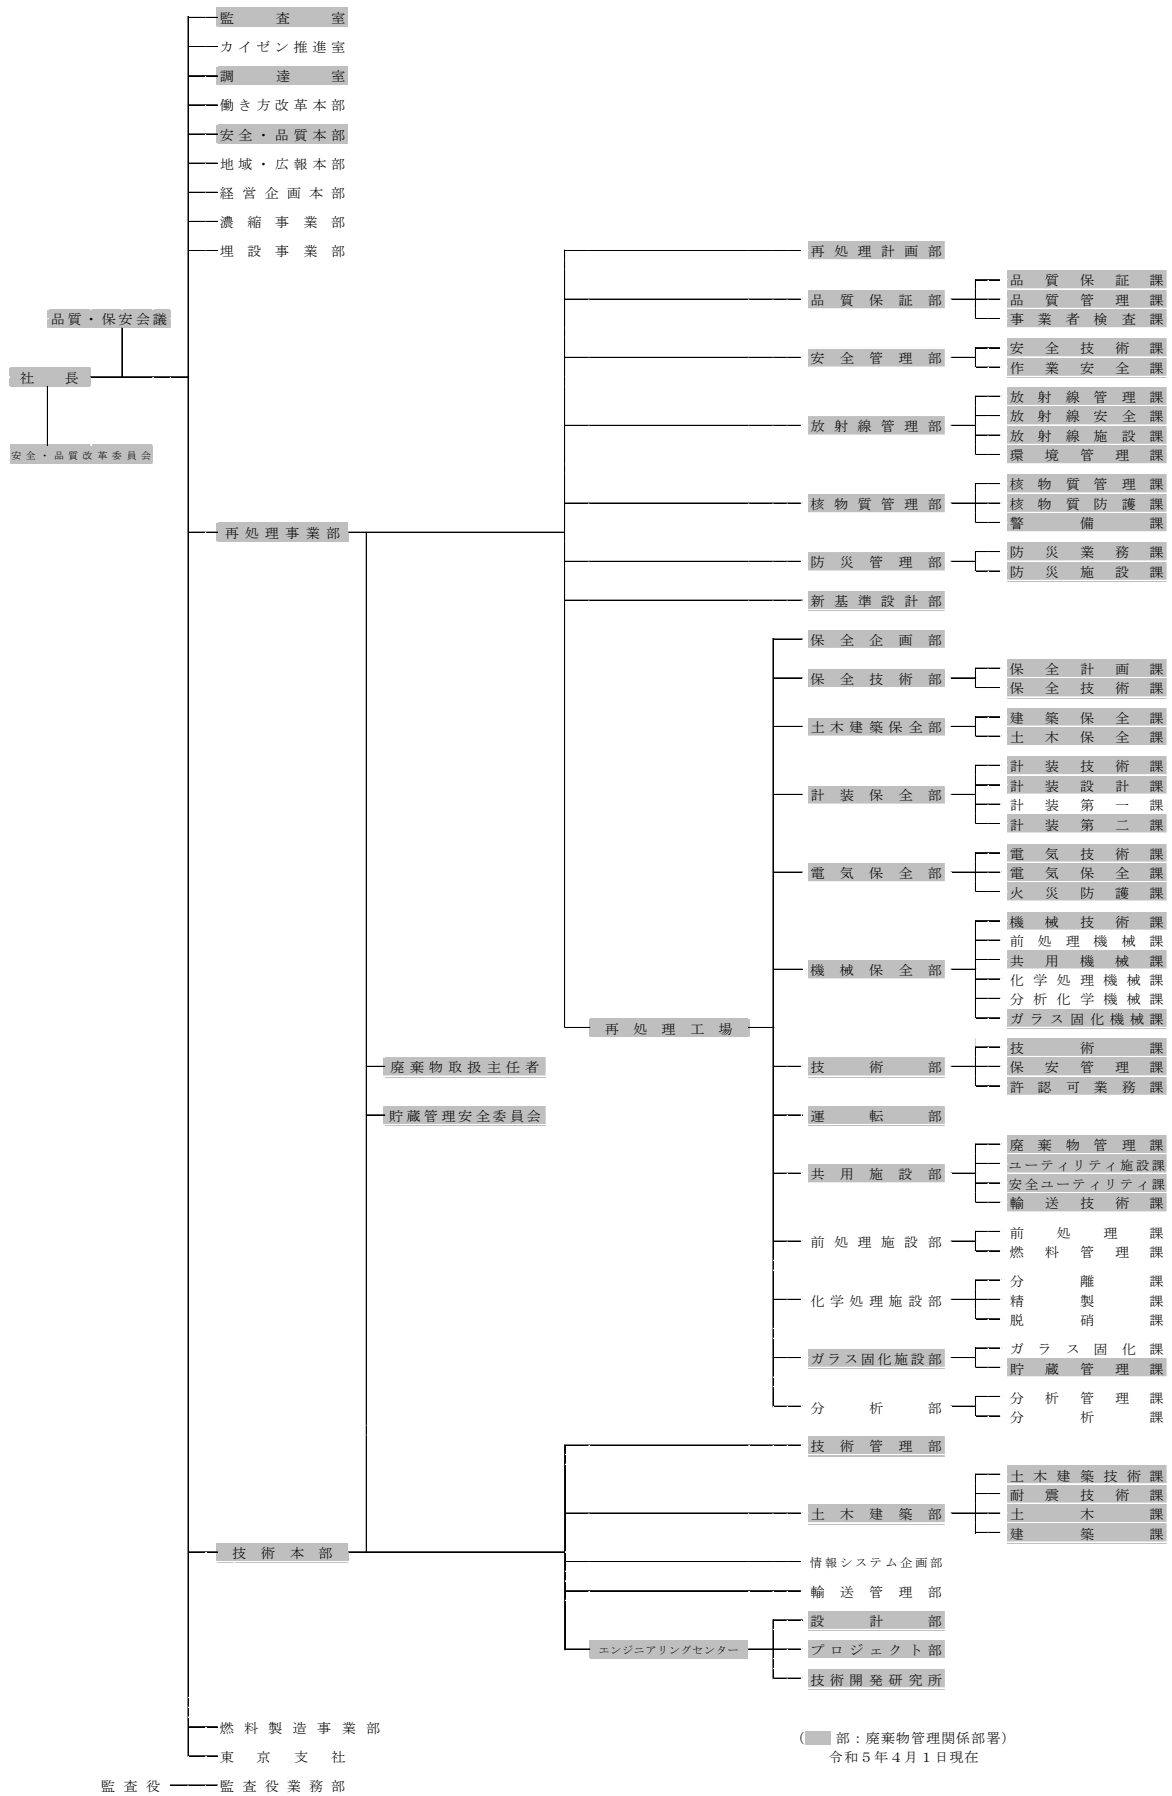 監査室
カイゼン推進室
調達室
働き方改革本部
安全・品質本部
地域・広報本部
経営企画本部
濃縮事業部
埋設事業部
品質・保安会議
社長
安全・品質改革委員会
再処理事業部
再処理計画部
品質保証部
品質保証課
品質管理課
事業者検査課
安全管理部
安全技術課
作業安全課
放射線管理部
放射線管理課
放射線安全課
放射線施設課
環境管理課
核物質管理部
核物質管理課
核物質防護課
警備課
防災管理部
防災業務課
防災施設課
新基準設計部
再処理工場
保全企画部
保全技術部
保全計画課
保全技術課
土木建築保全部
建築保全課
土木保全課
計装保全部
計装技術課
計装設計課
計装第一課
計装第二課
電気保全部
電気技術課
電気保全課
火災防護課
機械保全部
機械技術課
前処理機械課
共用機械課
化学処理機械課
分析化学機械課
ガラス固化機械課
技術部
技術課
保安管理課
許認可業務課
運転部
共用施設部
廃棄物管理課
ユーティリティ施設課
安全ユーティリティ課
輸送技術課
前処理施設部
前処理課
燃料管理課
化学処理施設部
分離課
精製課
脱硝課
ガラス固化施設部
ガラス固化課
貯蔵管理課
分析部
分析管理課
分析課
廃棄物取扱主任者
貯蔵管理安全委員会
技術本部
技術管理部
土木建築部
土木建築技術課
耐震技術課
土木課
建築課
情報システム企画部
輸送管理部
エンジニアリングセンター
設計部
プロジェクト部
技術開発研究所
燃料製造事業部
東京支社
監査役
監査役業務部
(部：廃棄物管理関係部署)
令和５年４月１日現在